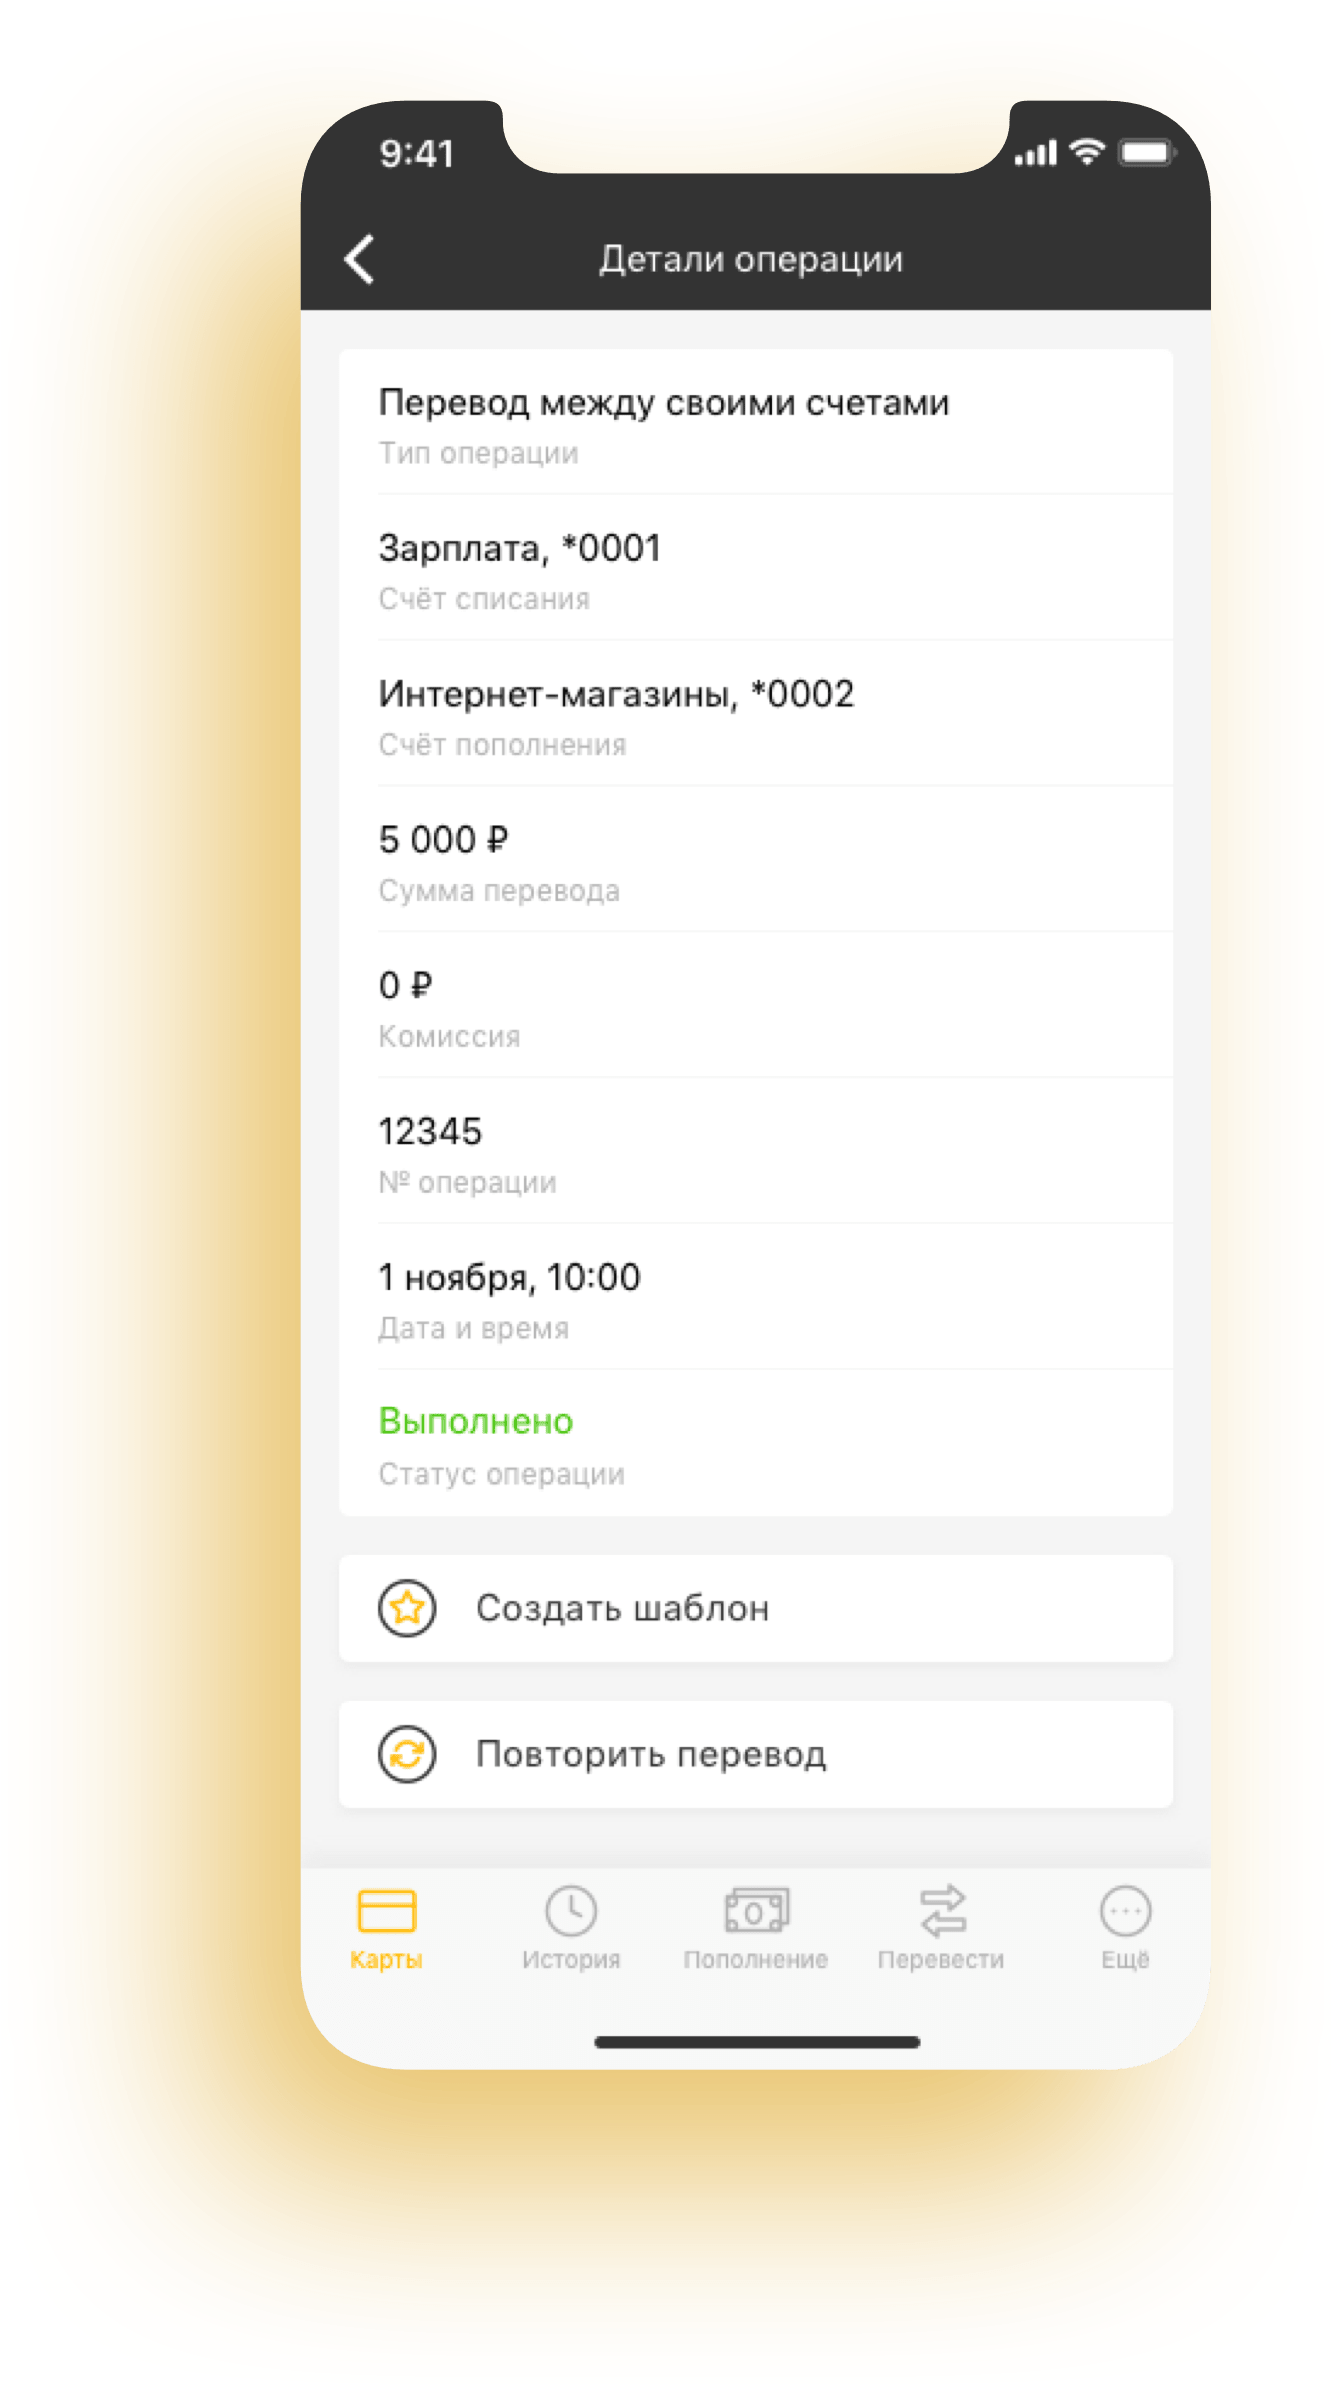 9:41
Детали операции
Перевод между своими счетами
Тип операции
Зарплата, *0001
Счёт списания
Интернет-магазины, *0002
Счёт пополнения
5 000 ₽
Сумма перевода
0 ₽
Комиссия
12345
№ операции
1 ноября, 10:00
Дата и время
Выполнено
Статус операции
Создать шаблон
Повторить перевод
Карты История Пополнение Перевести Ещё